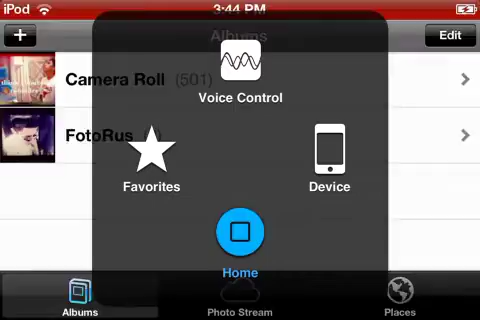 iPod 3:44 PM
+ Albums Edit
Camera Roll (501)
FotoRus
Voice Control
Favorites
Device
Home
Albums
Photo Stream
Places